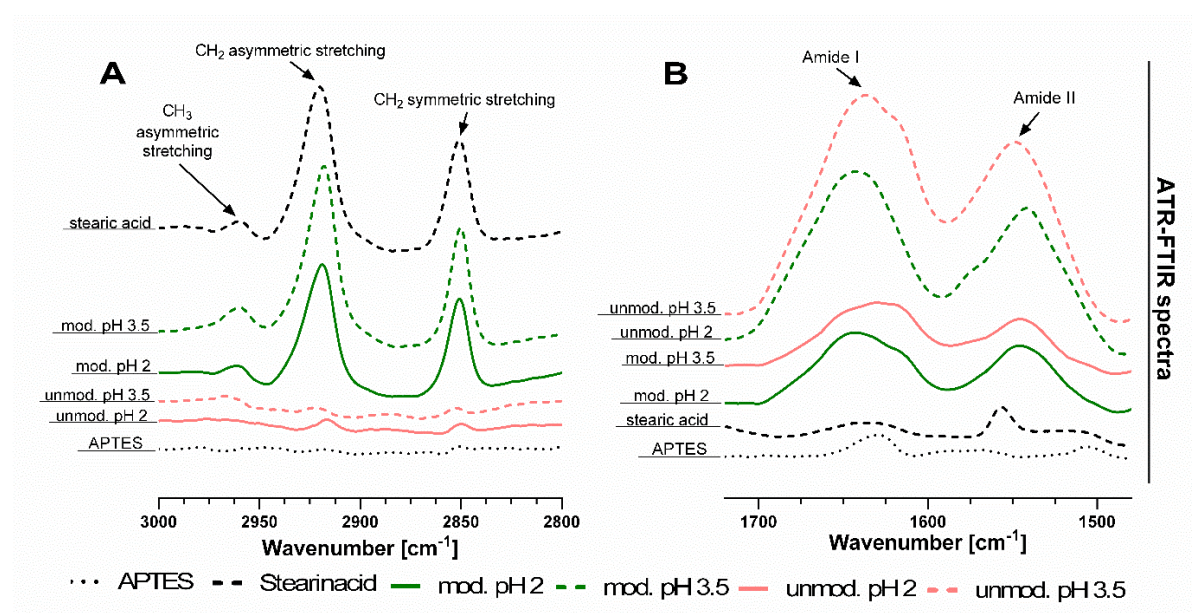 A
CH2 asymmetric stretching
CH2 symmetric stretching
CH3
asymmetric
stretching
stearic acid
mod. pH 3.5
mod. pH 2
unmod. pH 3.5
unmod. pH 2
APTES
3000 2950 2900 2850 2800
Wavenumber [cm-1]
B
Amide I
Amide II
unmod. pH 3.5
unmod. pH 2
mod. pH 3.5
mod. pH 2
stearic acid
APTES
1700 1600 1500
Wavenumber [cm-1]
ATR-FTIR spectra
APTES Stearinacid mod. pH 2 mod. pH 3.5 unmod. pH 2 unmod. pH 3.5